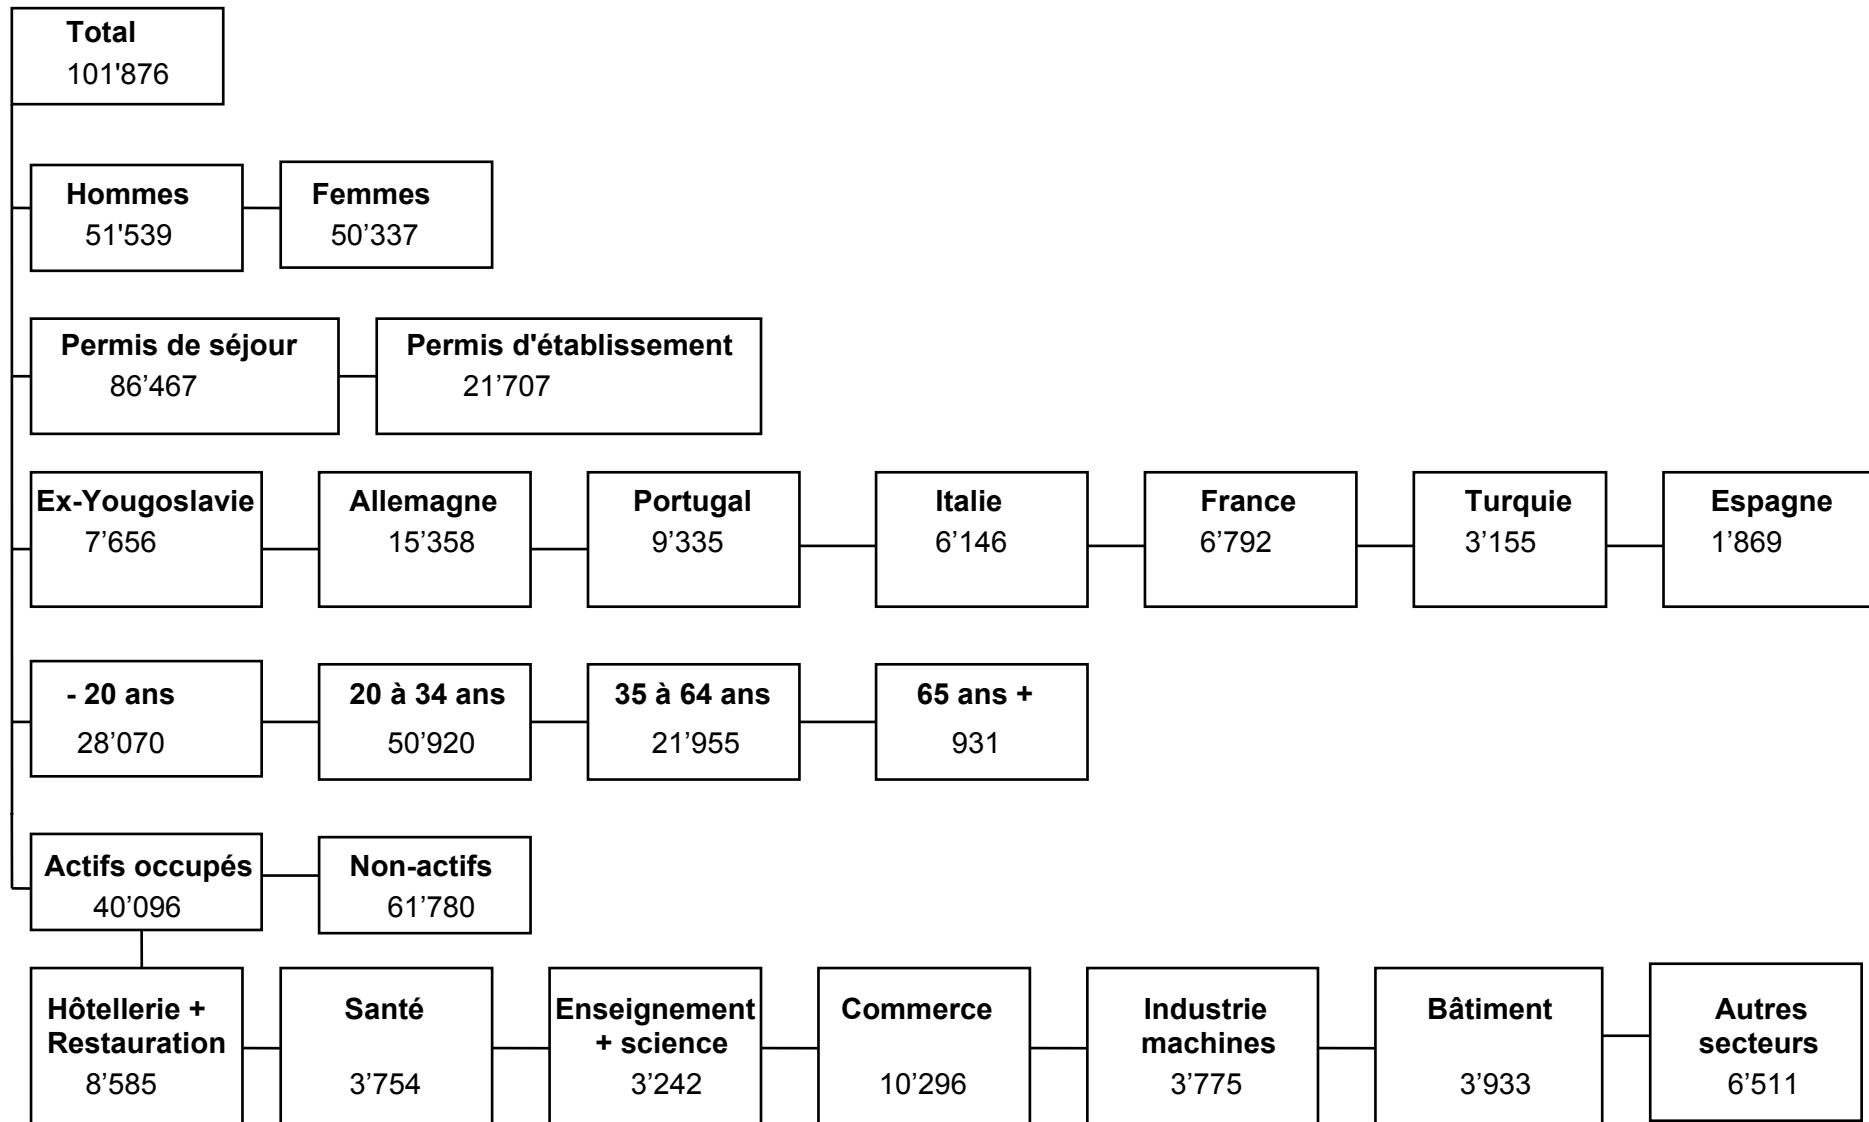 Total
101'876
Hommes
51'539
Femmes
50’337
Permis de séjour
86’467
Permis d'établissement
21’707
Ex-Yougoslavie
7’656
Allemagne
15’358
Portugal
9’335
Italie
6’146
France
6’792
Turquie
3’155
Espagne
1’869
- 20 ans
28’070
20 à 34 ans
50’920
35 à 64 ans
21’955
65 ans +
931
Actifs occupés
40’096
Non-actifs
61’780
Hôtellerie +
Restauration
8’585
Santé
3’754
Enseignement
+ science
3’242
Commerce
10’296
Industrie
machines
3’775
Bâtiment
3’933
Autres
secteurs
6’511